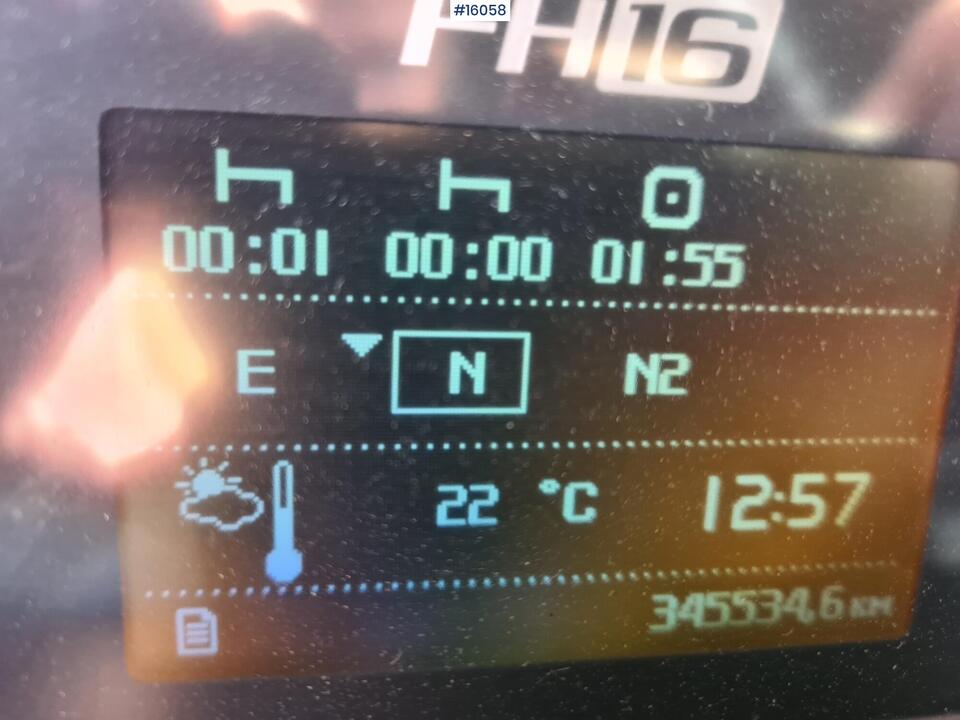 #16058
FH16
00:01 00:00 01:55
E N N2
22 °C 12:57
345534,6 KM